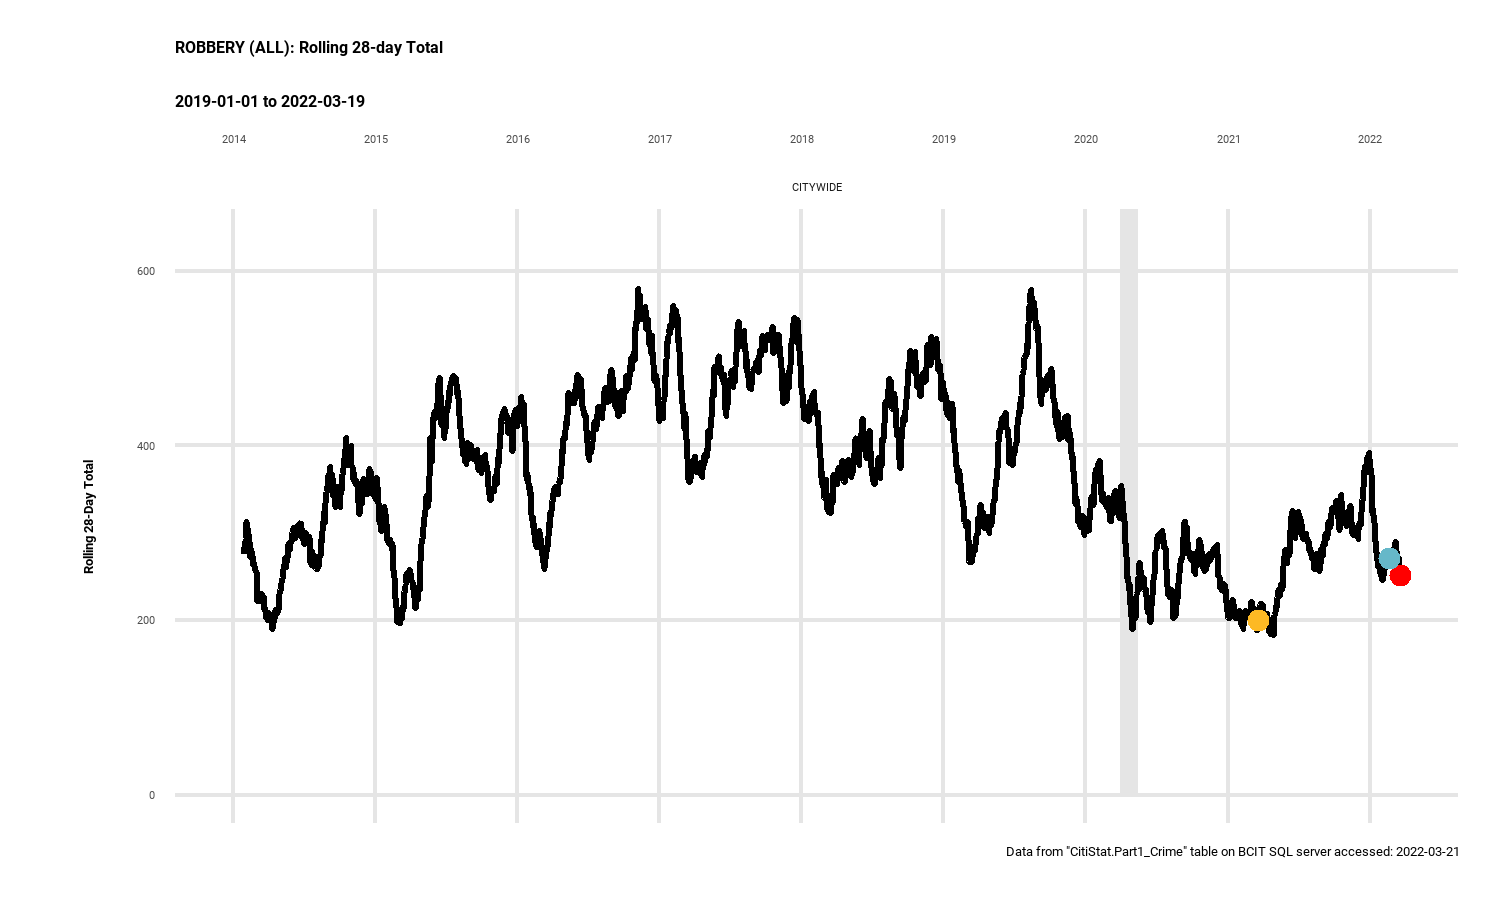 ROBBERY (ALL): Rolling 28-day Total
2019-01-01 to 2022-03-19
2014 2015 2016 2017 2018 2019 2020 2021 2022
CITYWIDE
600
400
200
0
Rolling 28-Day Total
Data from "CitiStat.Part1_Crime" table on BCIT SQL server accessed: 2022-03-21